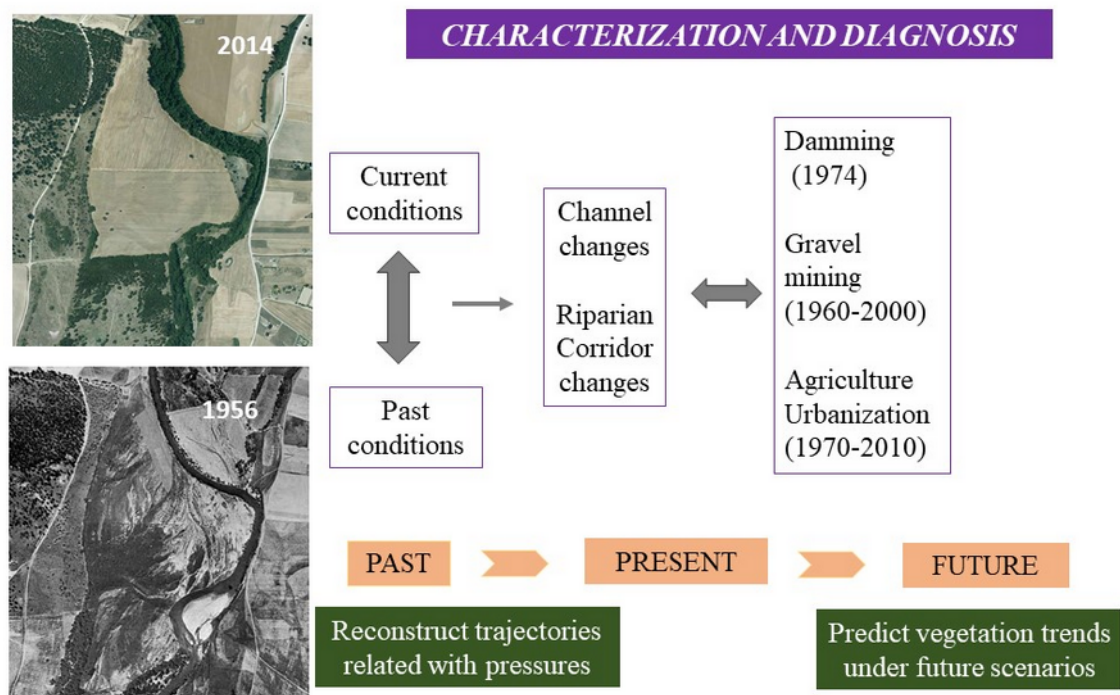 2014
CHARACTERIZATION AND DIAGNOSIS
Current
conditions
Past
conditions
Channel
changes
Riparian
Corridor
changes
Damming
(1974)
Gravel
mining
(1960-2000)
Agriculture
Urbanization
(1970-2010)
1956
PAST
PRESENT
FUTURE
Reconstruct trajectories
related with pressures
Predict vegetation trends
under future scenarios